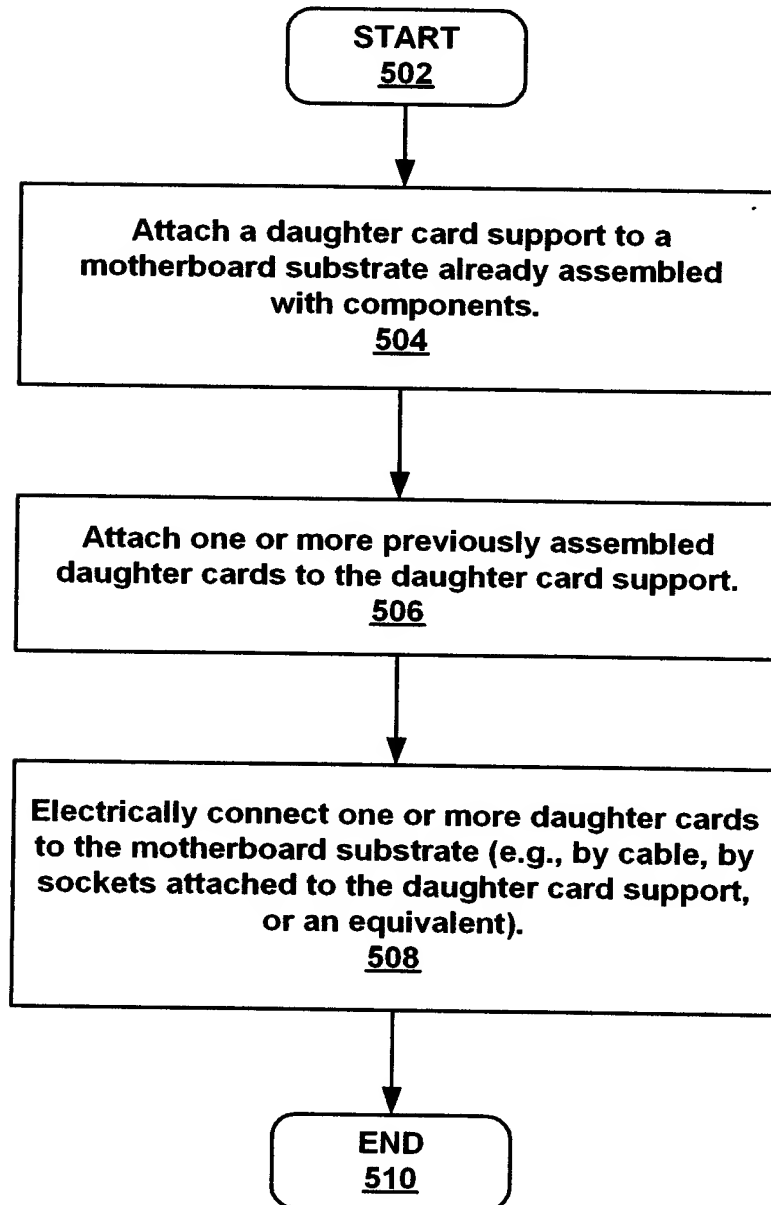 START
502
Attach a daughter card support to a
motherboard substrate already assembled
with components.
504
Attach one or more previously assembled
daughter cards to the daughter card support.
506
Electrically connect one or more daughter cards
to the motherboard substrate (e.g., by cable, by
sockets attached to the daughter card support,
or an equivalent).
508
END
510